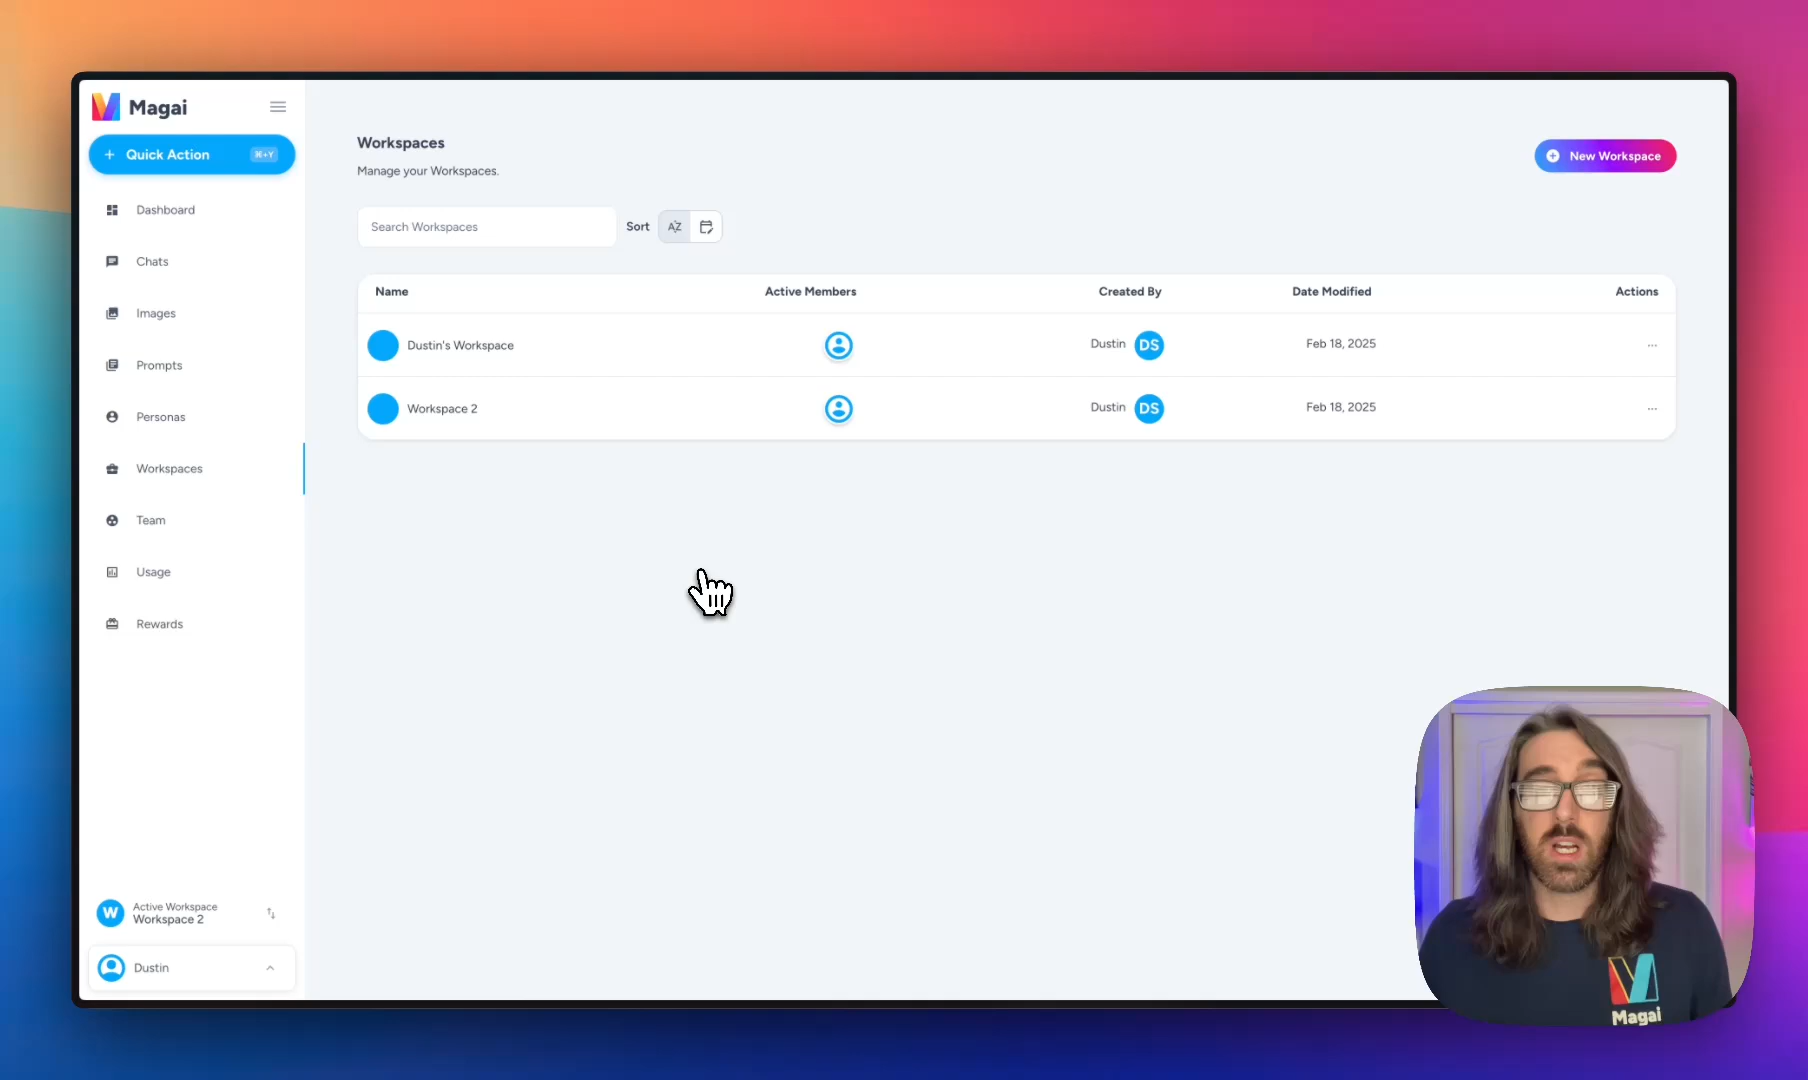 Magai
+ Quick Action ⌘+Y
Dashboard
Chats
Images
Prompts
Personas
Workspaces
Team
Usage
Rewards
W
Active Workspace
Workspace 2
Dustin
Workspaces
Manage your Workspaces.
New Workspace
Search Workspaces Sort AZ
Name Active Members Created By Date Modified Actions
Dustin's Workspace Dustin DS Feb 18, 2025 ...
Workspace 2 Dustin DS Feb 18, 2025 ...
Magai